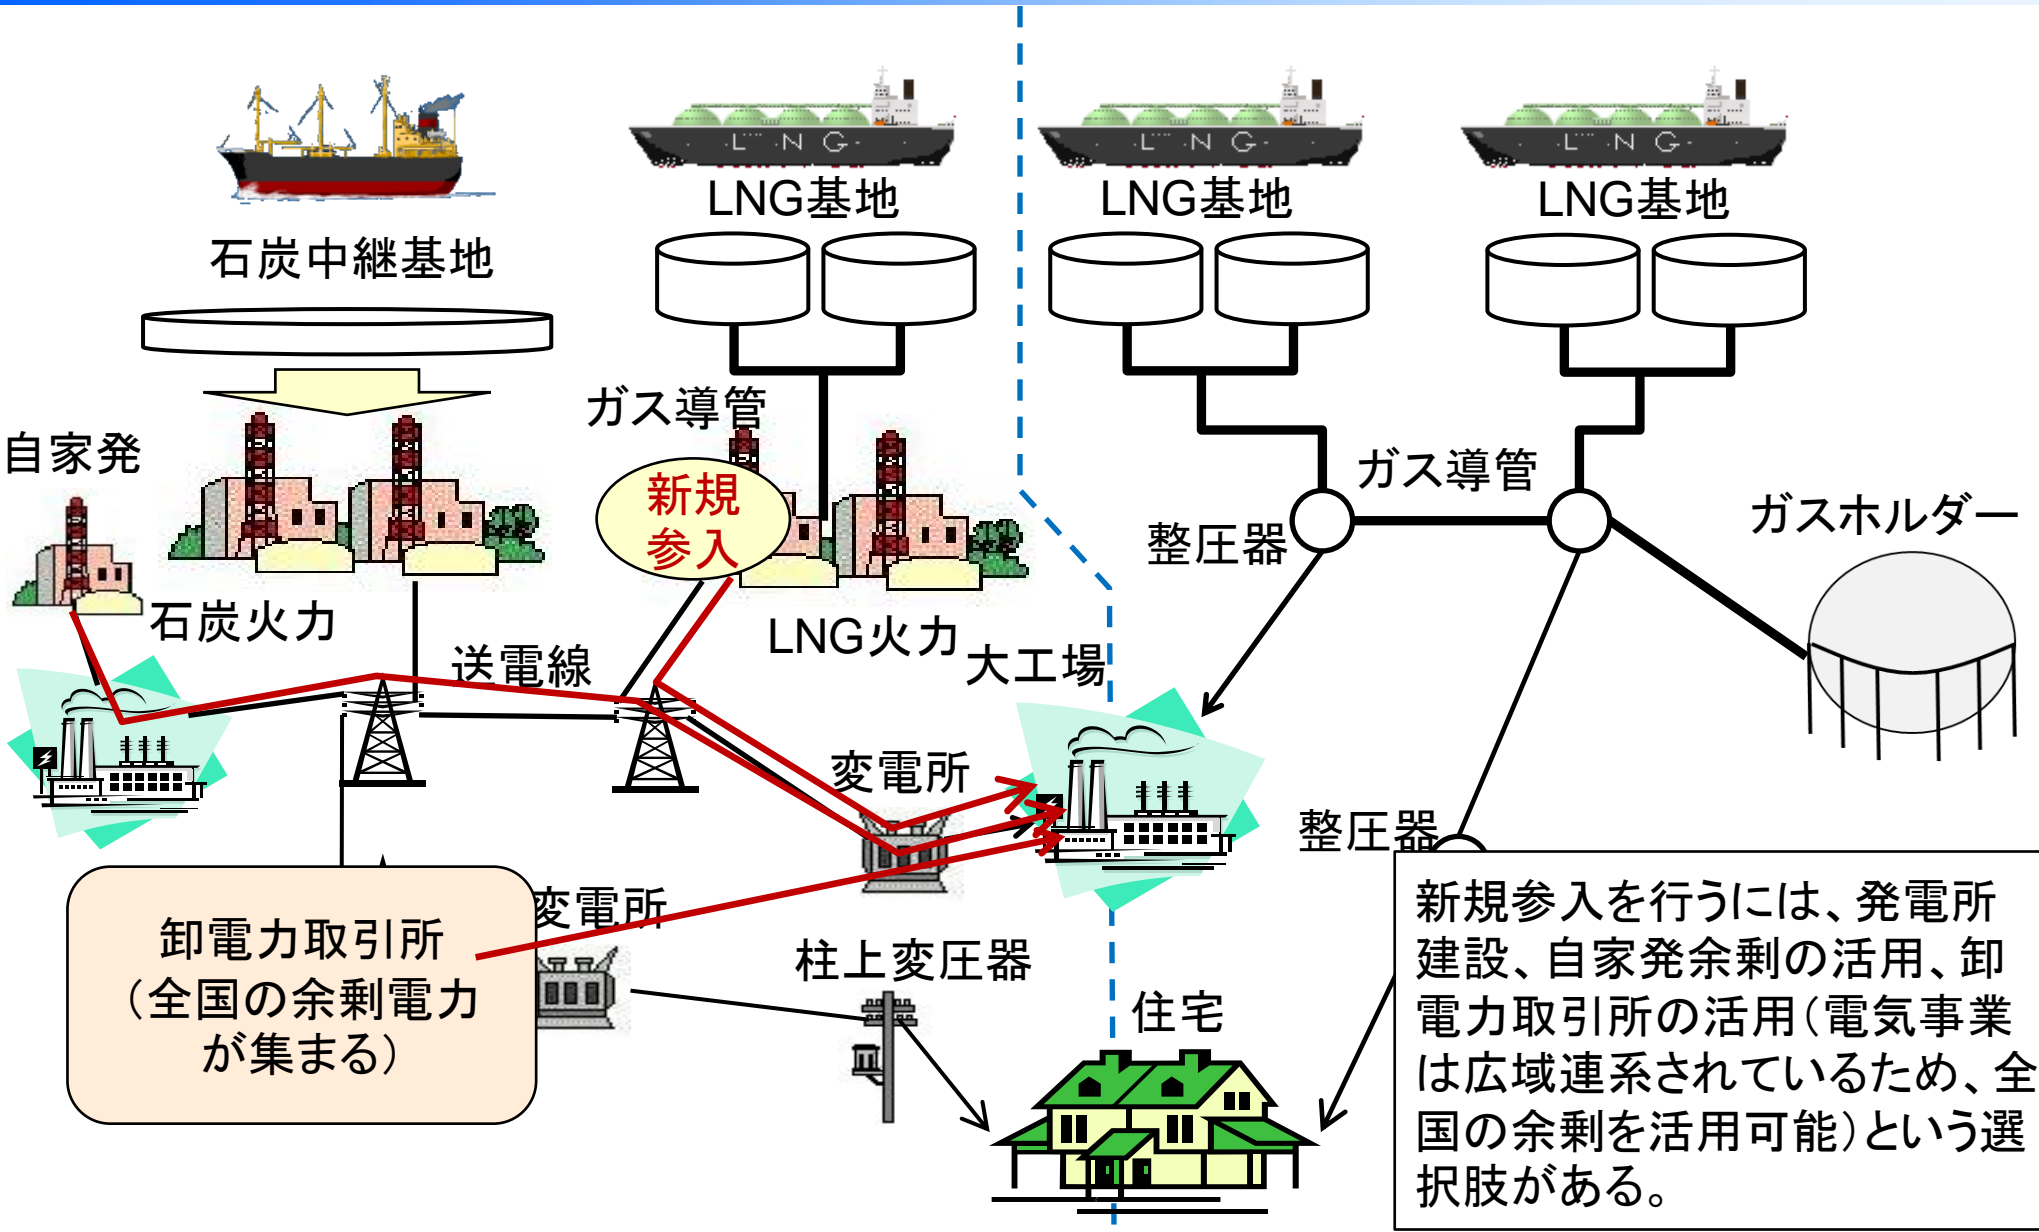 L N G
L N G
L N G
LNG基地
LNG基地
LNG基地
石炭中継基地
ガス導管
自家発
ガス導管
新規
参入
ガスホルダー
整圧器
石炭火力
LNG火力
送電線
大工場
変電所
整圧器
変電所
卸電力取引所
（全国の余剰電力
が集まる）
柱上変圧器
住宅
新規参入を行うには、発電所
建設、自家発余剰の活用、卸
電力取引所の活用（電気事業
は広域連系されているため、全
国の余剰を活用可能）という選
択肢がある。